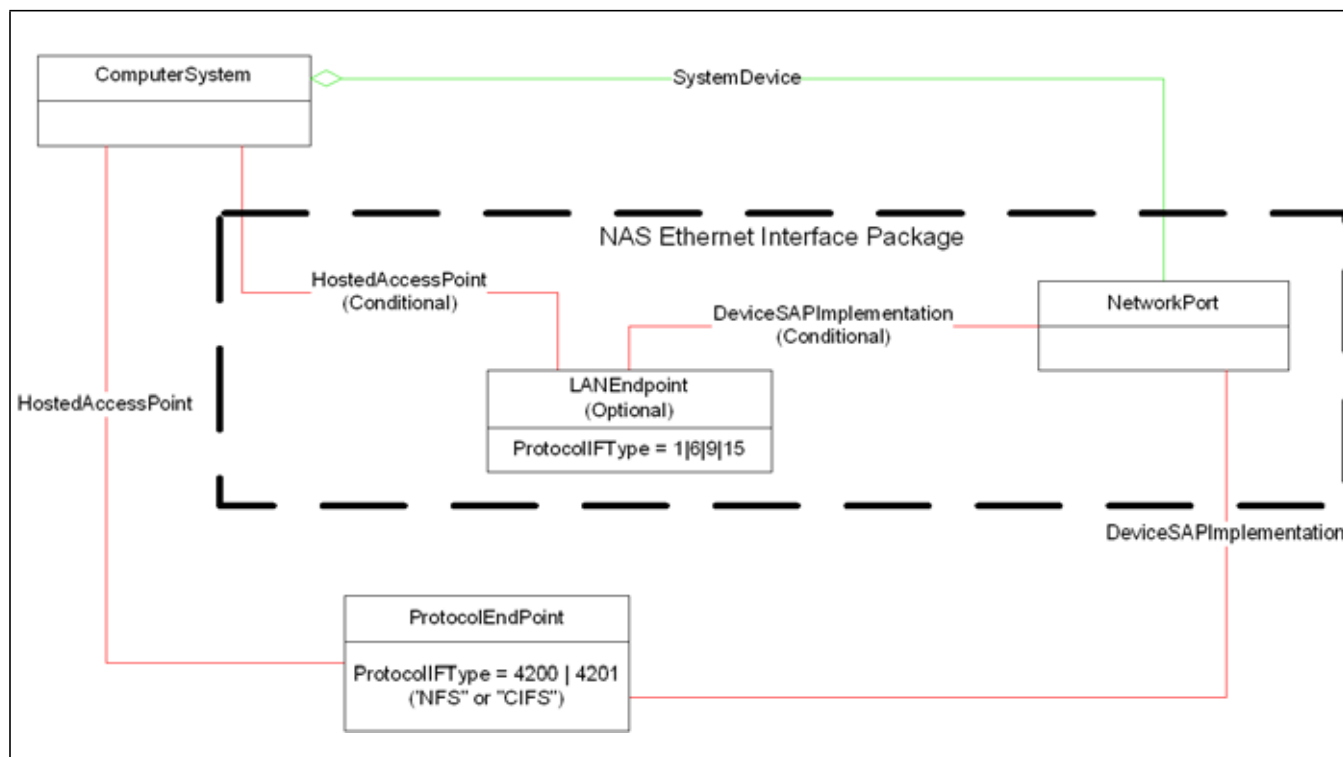 ComputerSystem
SystemDevice
NAS Ethernet Interface Package
HostedAccessPoint
(Conditional)
DeviceSAPImplementation
(Conditional)
NetworkPort
LANEndpoint
(Optional)
ProtocolIFType = 1|6|9|15
HostedAccessPoint
DeviceSAPImplementation
ProtocolEndPoint
ProtocolIFType = 4200 | 4201
("NFS" or "CIFS")